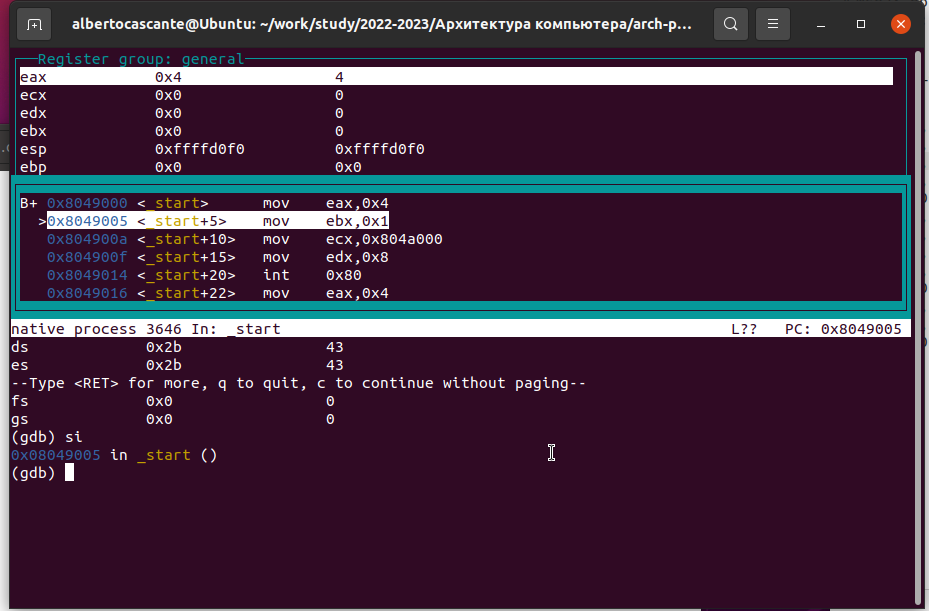 albertocascante@Ubuntu: ~/work/study/2022-2023/Архитектура компьютера/arch-p...
Register group: general
eax 0x4 4
ecx 0x0 0
edx 0x0 0
ebx 0x0 0
esp 0xffffd0f0 0xffffd0f0
ebp 0x0 0x0
B+ 0x8049000 <_start> mov eax,0x4
>0x8049005 <_start+5> mov ebx,0x1
0x804900a <_start+10> mov ecx,0x804a000
0x804900f <_start+15> mov edx,0x8
0x8049014 <_start+20> int 0x80
0x8049016 <_start+22> mov eax,0x4
native process 3646 In: _start L?? PC: 0x8049005
ds 0x2b 43
es 0x2b 43
--Type <RET> for more, q to quit, c to continue without paging--
fs 0x0 0
gs 0x0 0
(gdb) si
0x08049005 in _start ()
(gdb)